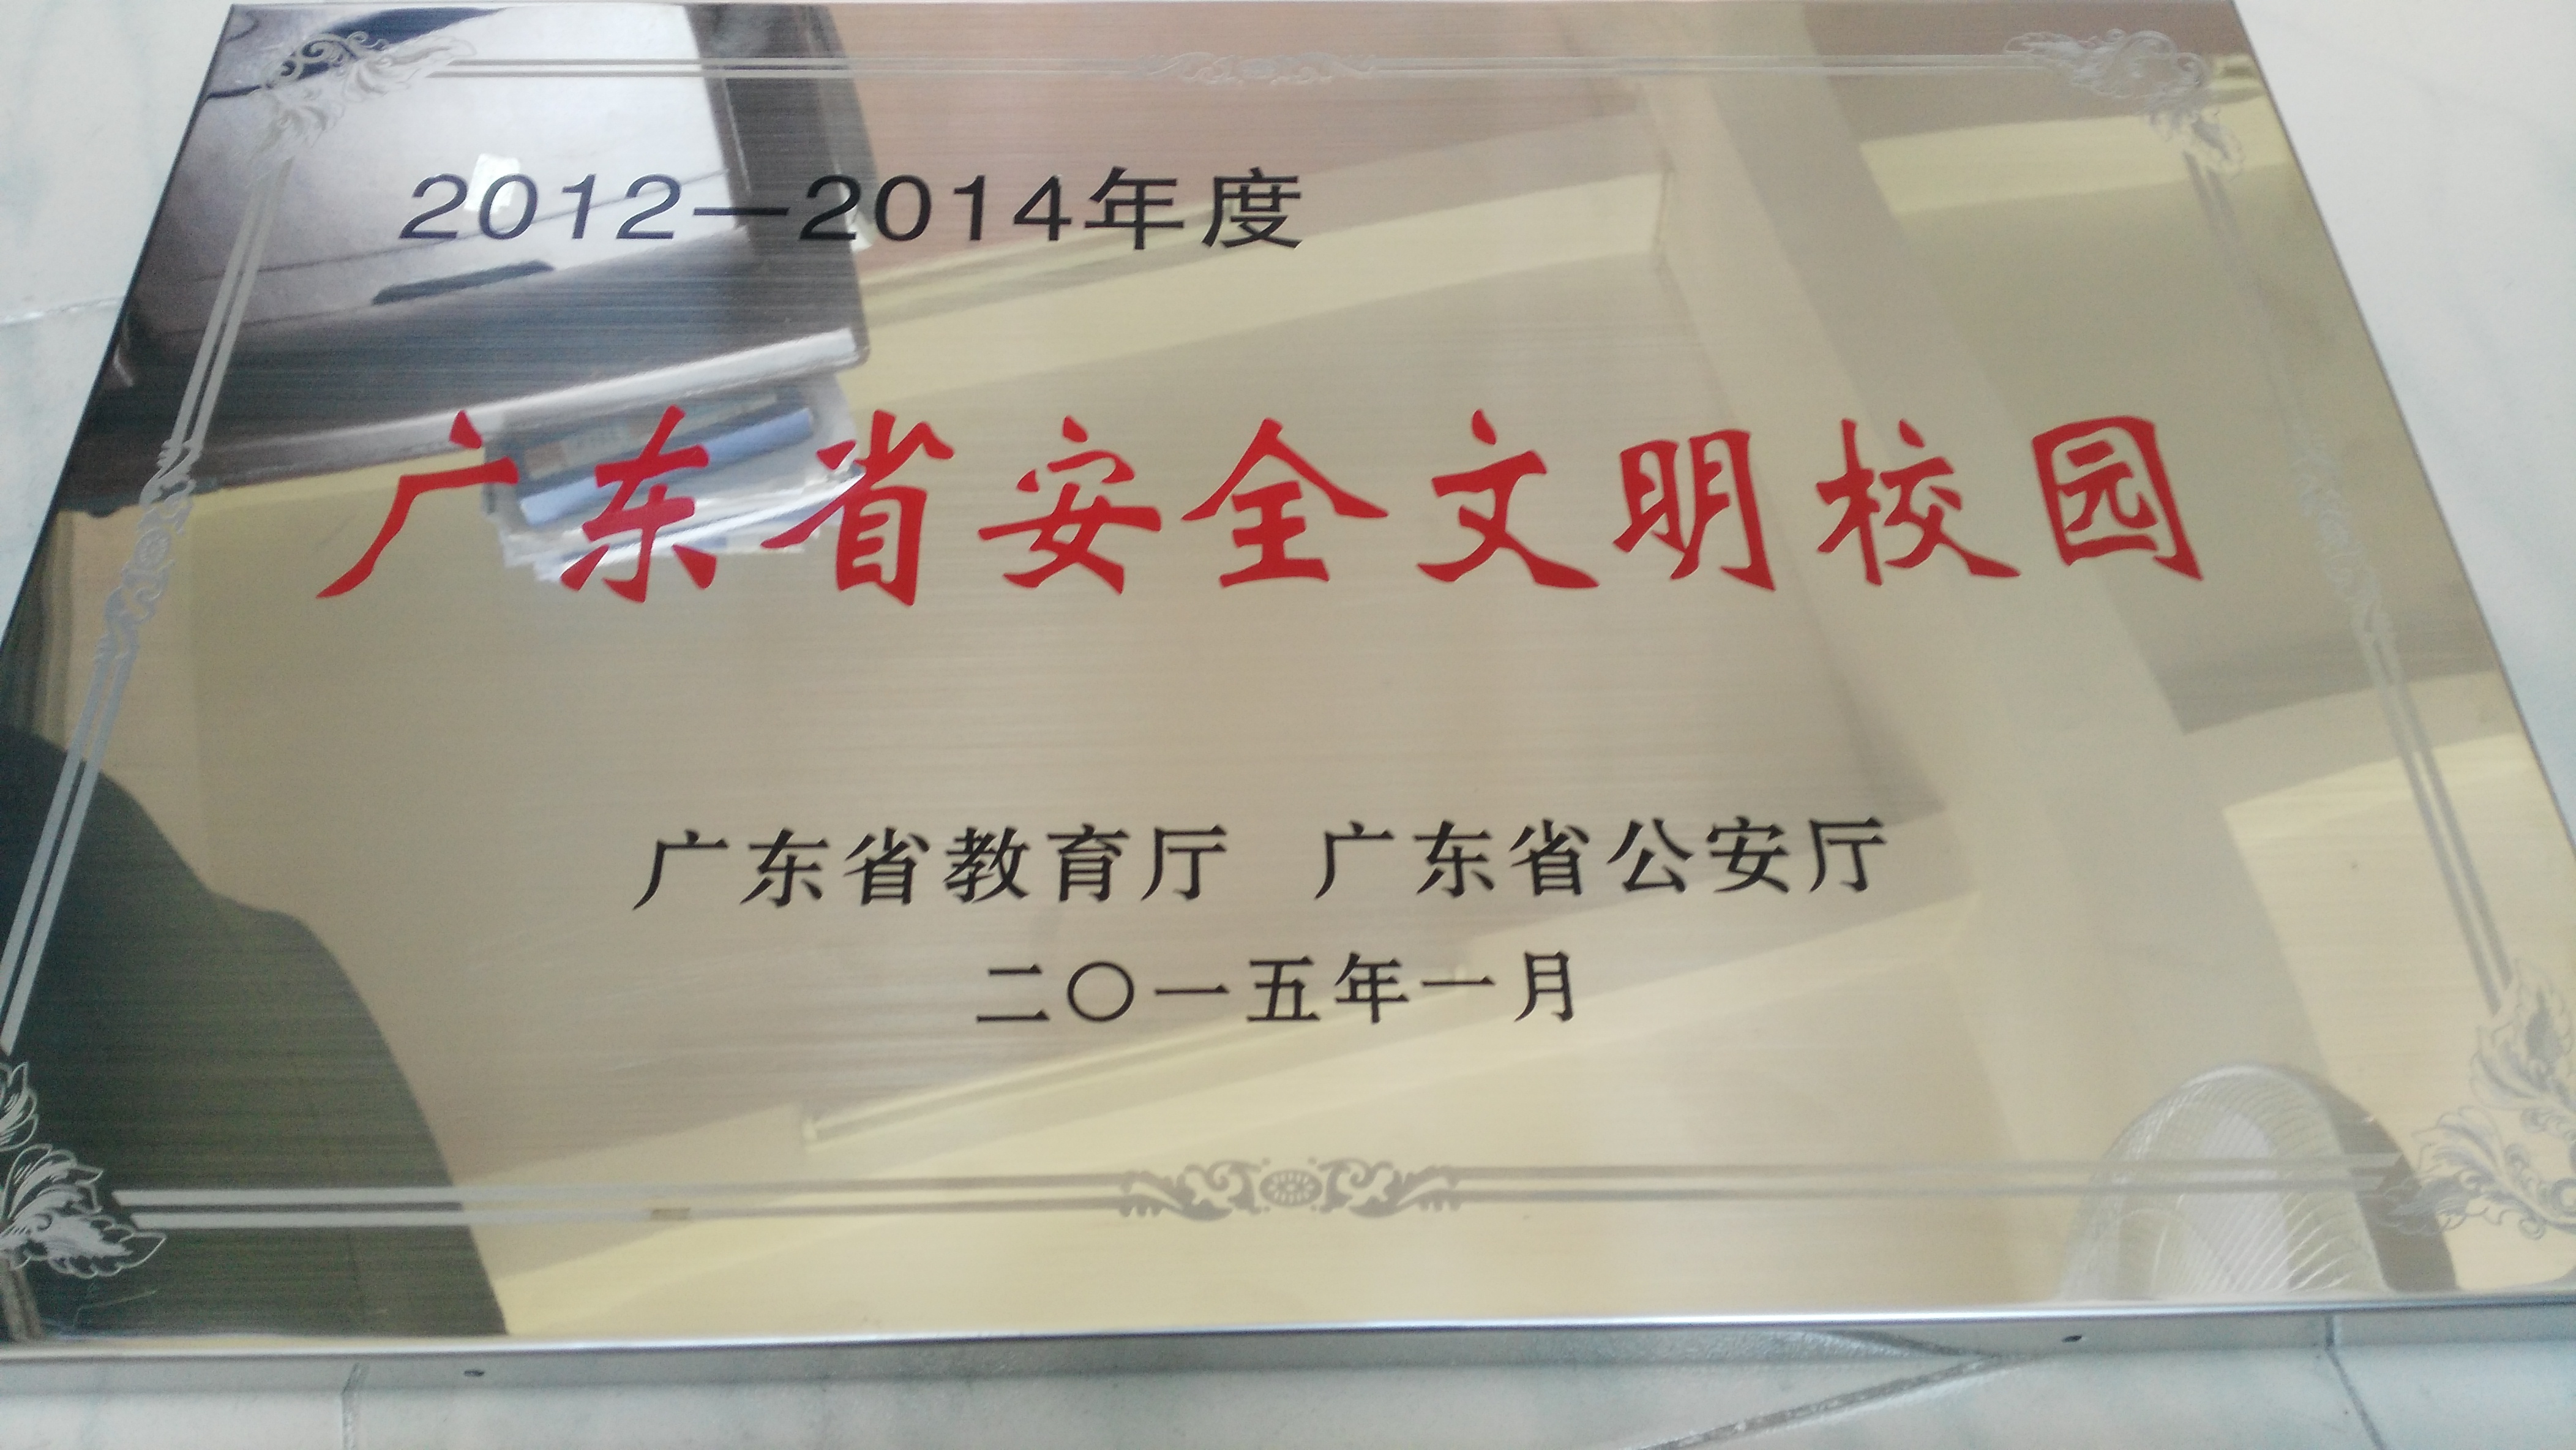 2012—2014年度
广东省安全文明校园
广东省教育厅 广东省公安厅
二〇一五年一月